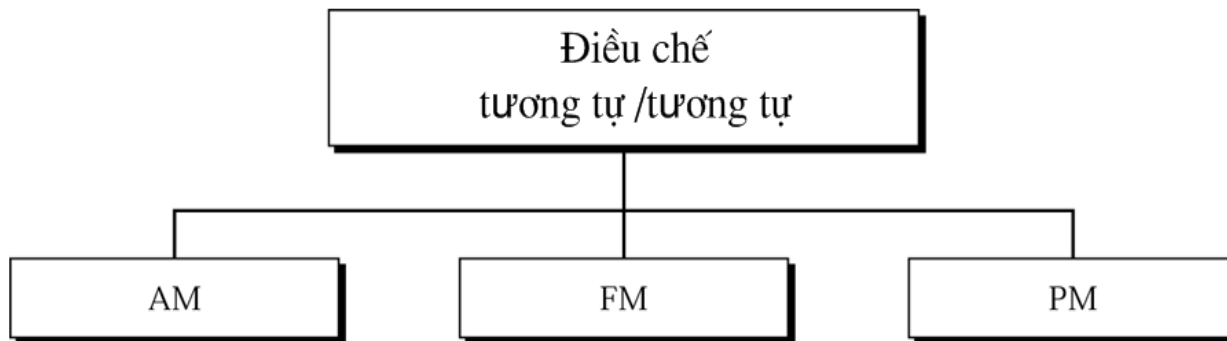 Điều chế
tương tự /tương tự
AM
FM
PM